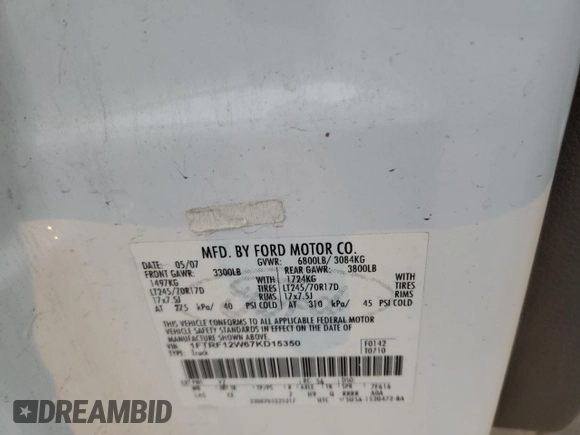 MFD. BY FORD MOTOR CO.
DATE: 05/07 GVWR: 6800LB/ 3084KG
FRONT GAWR: 3300LB REAR GAWR: 3800LB
1497KG WITH 1724KG WITH
LT245/70R17D TIRES LT245/70R17D TIRES
17x7.5J RIMS 17x7.5J RIMS
AT 275 kPa/ 40 PSI COLD AT 310 kPa/ 45 PSI COLD
THIS VEHICLE CONFORMS TO ALL APPLICABLE FEDERAL MOTOR
VEHICLE SAFETY STANDARDS IN EFFECT ON THE DATE OF
MANUFACTURE SHOWN ABOVE.
VIN: 1FTRF12W67KD15350 F0142
TYPE: Truck T0710
DREAMBID
DreamBid.com